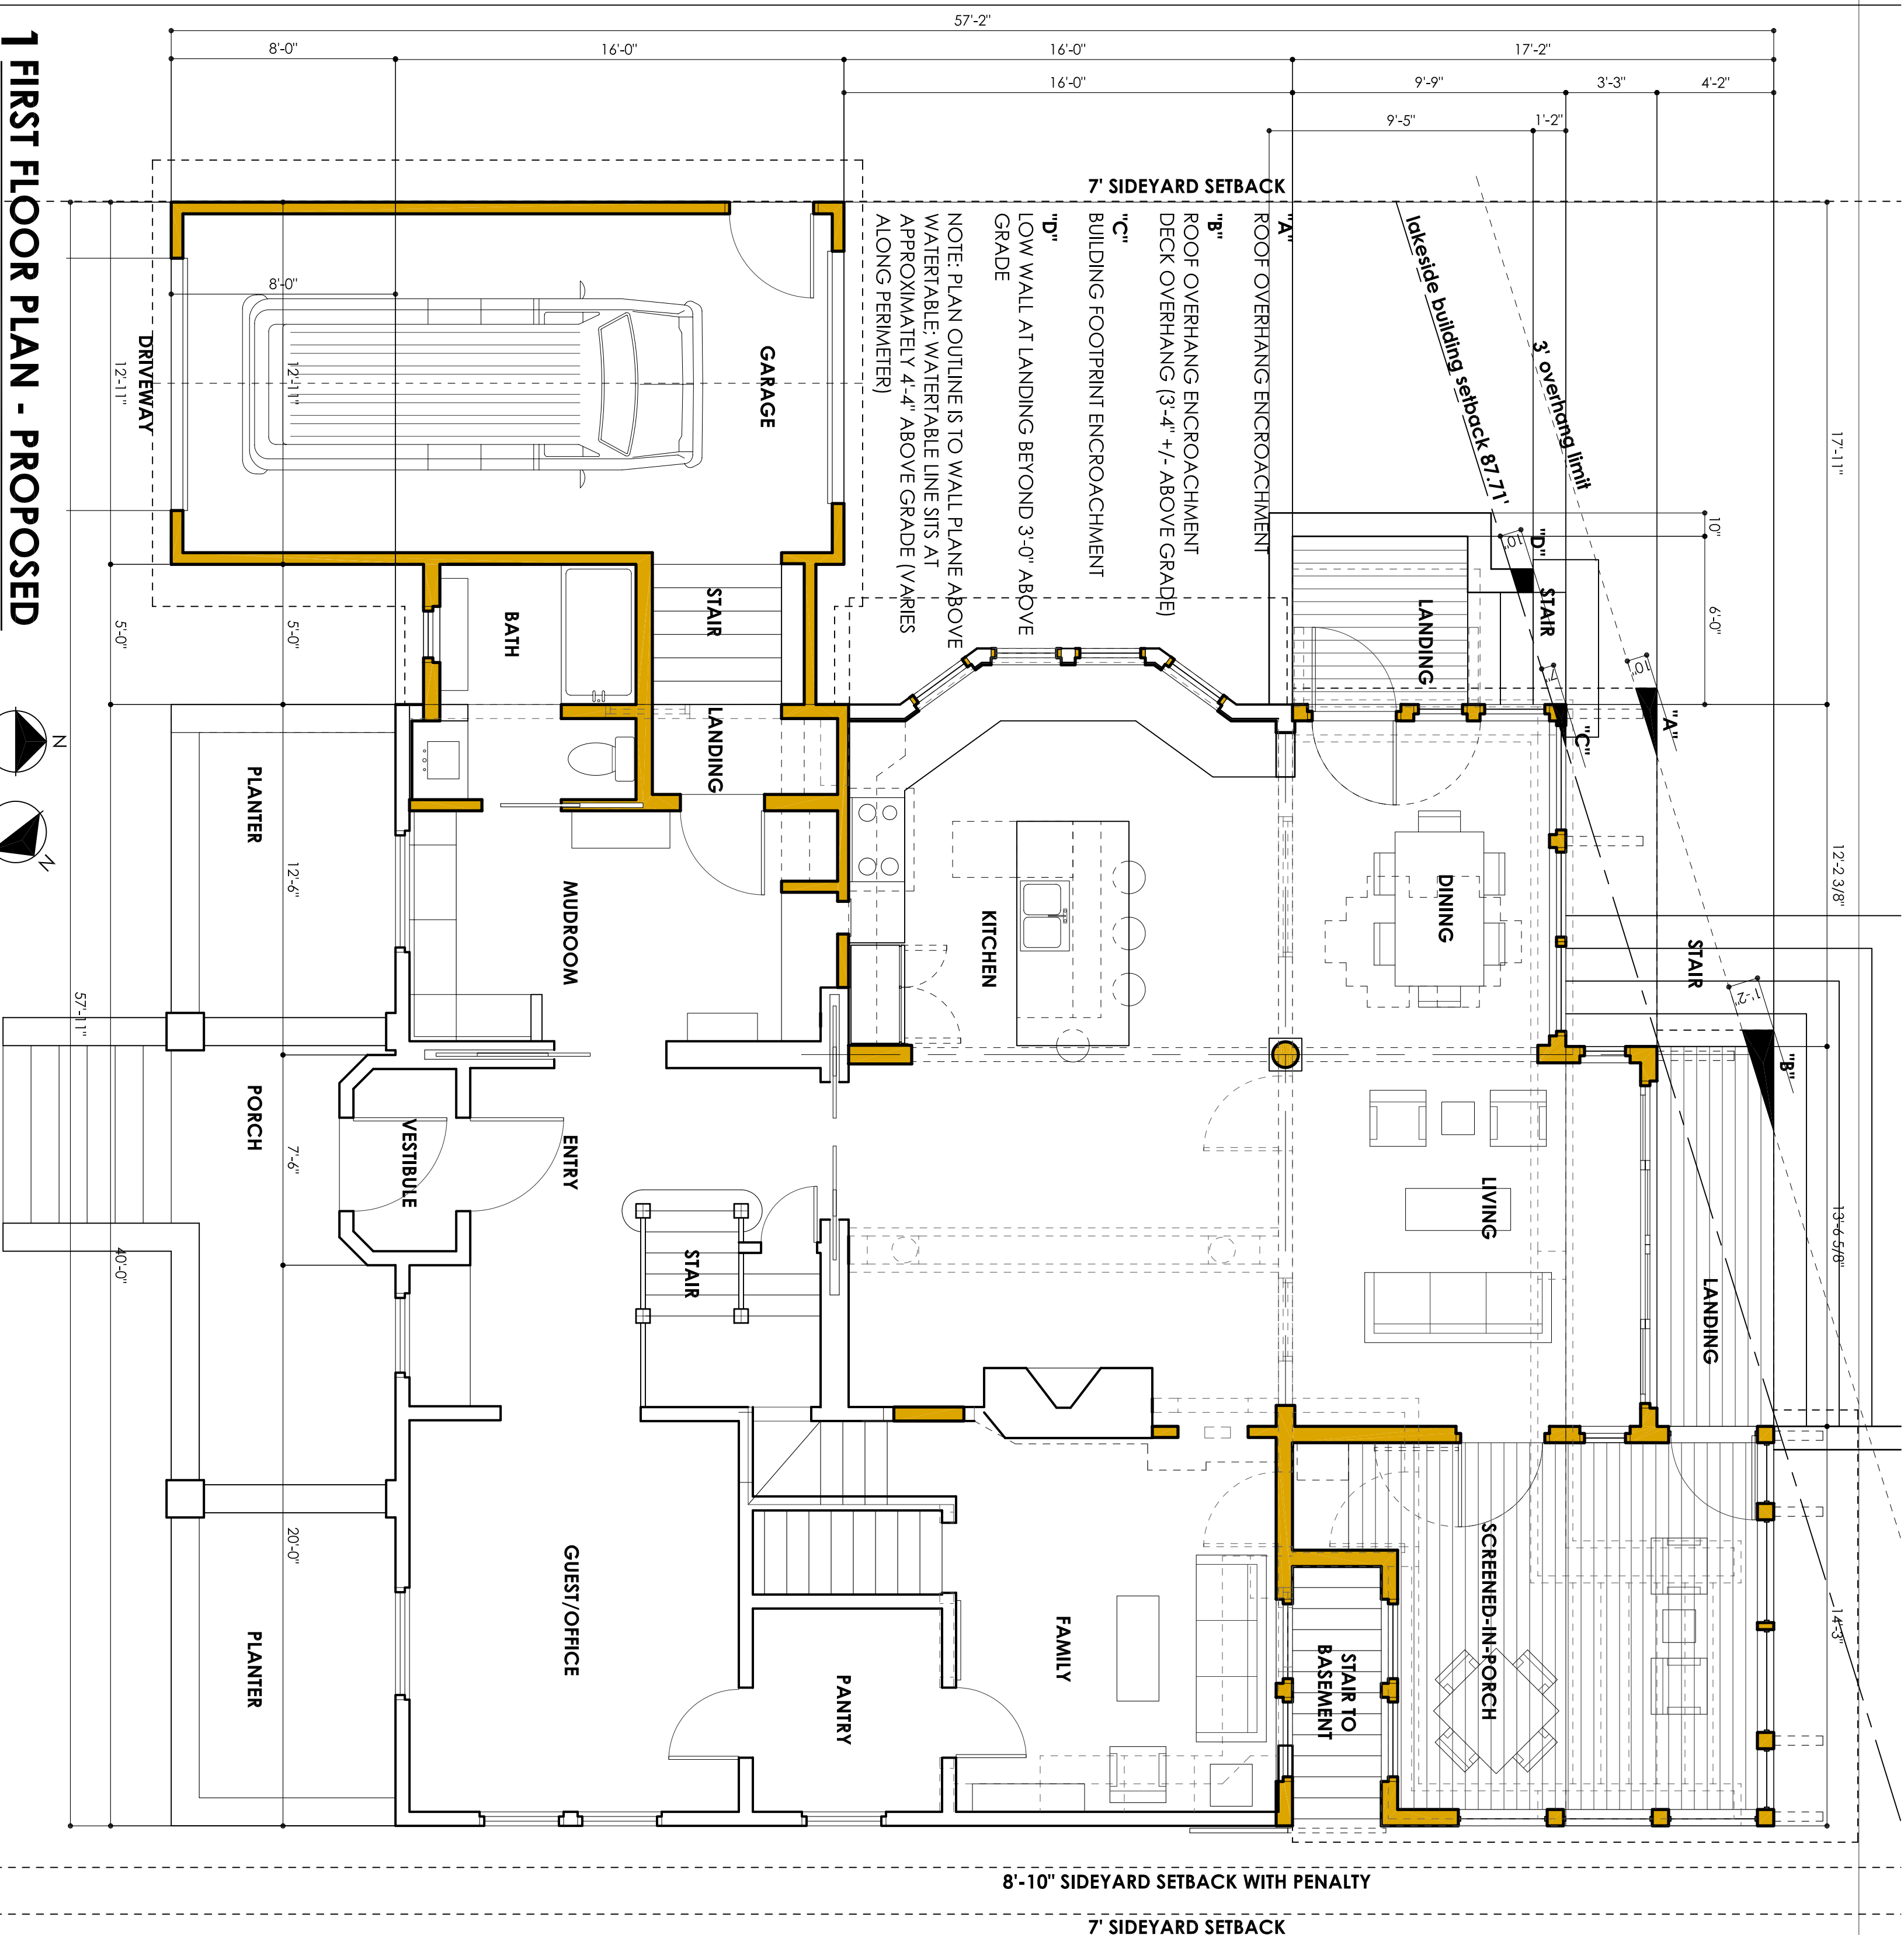 57'-2"
8'-0"
16'-0"
16'-0"
17'-2"
16'-0"
9'-9"
3'-3"
4'-2"
9'-5"
1'-2"
7' SIDEYARD SETBACK
"A"
ROOF OVERHANG ENCROACHMENT
"B"
ROOF OVERHANG ENCROACHMENT
DECK OVERHANG (3'-4" +/- ABOVE GRADE)
"C"
BUILDING FOOTPRINT ENCROACHMENT
"D"
LOW WALL AT LANDING BEYOND 3'-0" ABOVE
GRADE
NOTE: PLAN OUTLINE IS TO WALL PLANE ABOVE
WATERTABLE; WATERTABLE LINE SITS AT
APPROXIMATELY 4'-4" ABOVE GRADE (VARIES
ALONG PERIMETER)
lakeside building setback 87.71'
3' overhang limit
17'-11"
10"
6'-0"
12'-2 3/8"
13'-6 5/8"
14'-3"
"D"
10"
STAIR
LANDING
7"
"C"
10"
"A"
STAIR
1'-2"
"B"
LANDING
GARAGE
8'-0"
12'-11"
DRIVEWAY
12'-11"
5'-0"
5'-0"
BATH
STAIR
LANDING
PLANTER
12'-6"
MUDROOM
KITCHEN
DINING
57'-11"
40'-0"
PORCH
7'-6"
VESTIBULE
ENTRY
STAIR
LIVING
20'-0"
PLANTER
GUEST/OFFICE
PANTRY
FAMILY
STAIR TO
BASEMENT
SCREENED-IN-PORCH
8'-10" SIDEYARD SETBACK WITH PENALTY
7' SIDEYARD SETBACK
N
N
1 FIRST FLOOR PLAN - PROPOSED